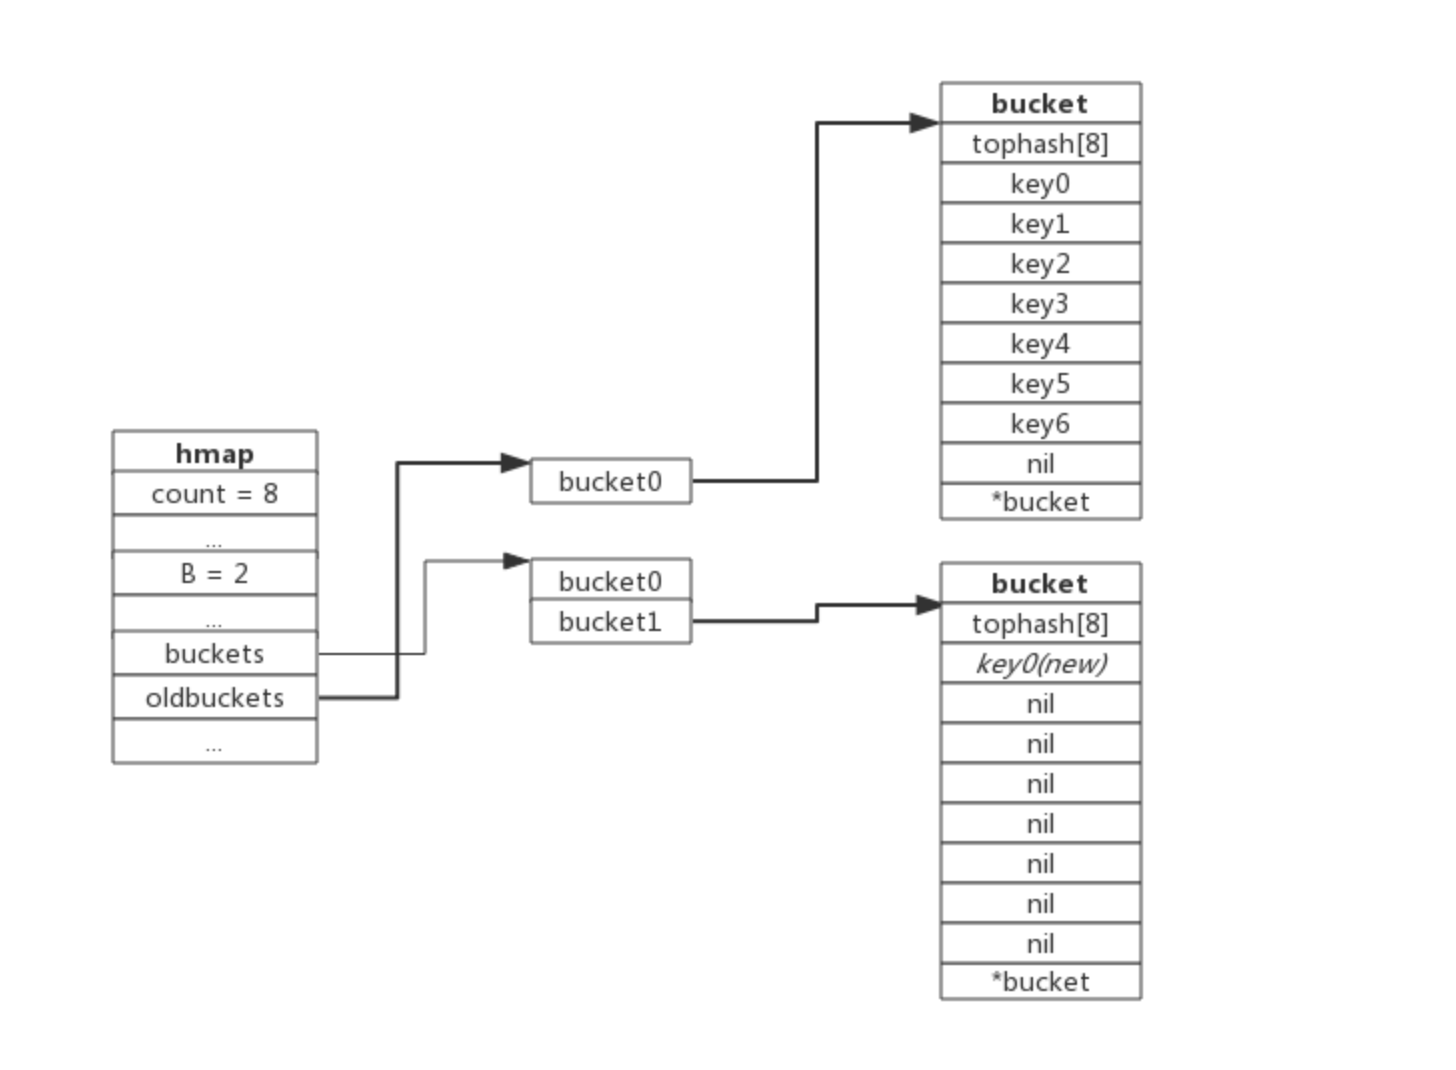 hmap
count = 8
...
B = 2
...
buckets
oldbuckets
...
bucket0
bucket0
bucket1
bucket
tophash[8]
key0
key1
key2
key3
key4
key5
key6
nil
*bucket
bucket
tophash[8]
key0(new)
nil
nil
nil
nil
nil
nil
nil
*bucket